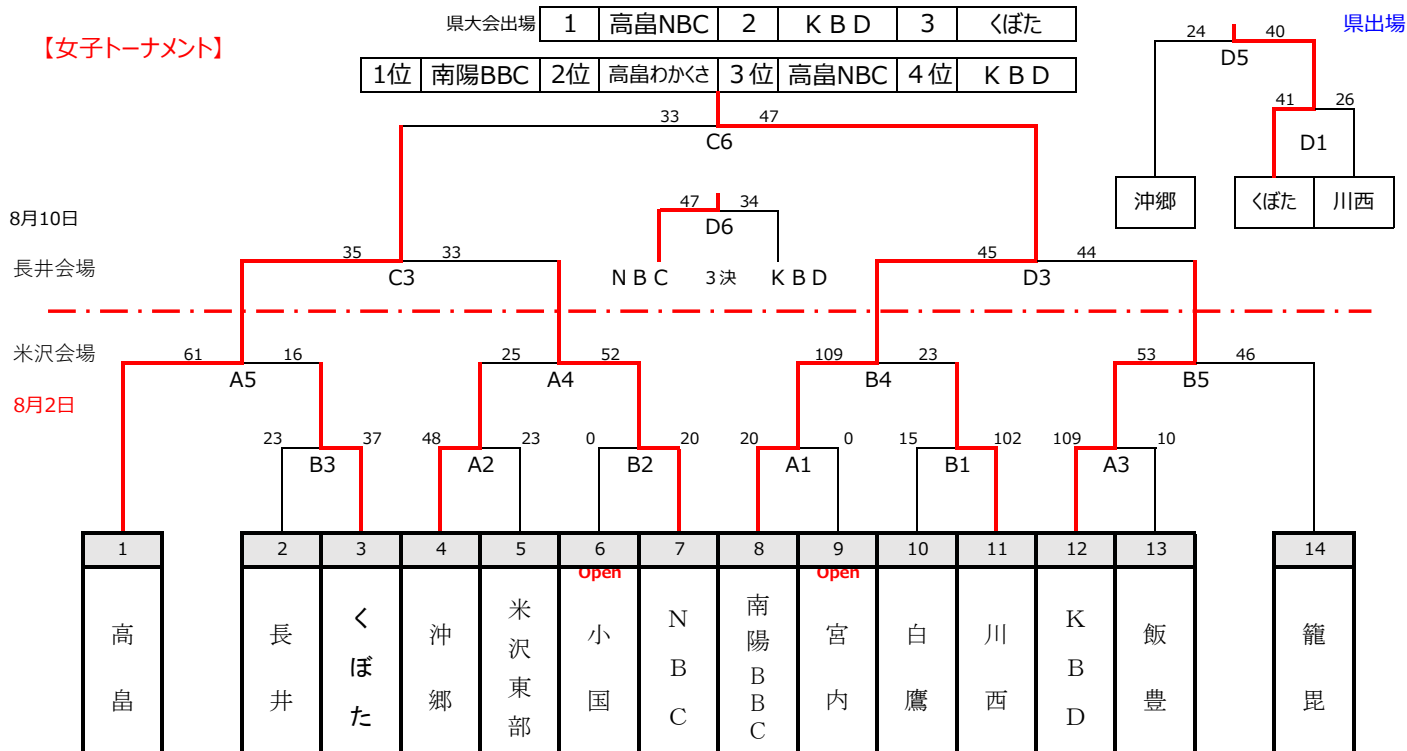 県大会出場 1 高畠NBC 2 KBD 3 くぼた
県出場
【女子トーナメント】
24 40
D5
1位 南陽BBC 2位 高畠わかくさ 3位 高畠NBC 4位 KBD
41 26
D1
33 47
C6
沖郷 くぼた 川西
8月10日
47 34
D6
長井会場
35 33
C3
NBC 3決 KBD
45 44
D3
米沢会場
61 16
A5
25 52
A4
109 23
B4
53 46
B5
8月2日
23 37
B3
48 23
A2
0 20
B2
20 0
A1
15 102
B1
109 10
A3
1 2 3 4 5 6 7 8 9 10 11 12 13 14
Open Open
高畠
長井
くぼた
沖郷
米沢東部
小国
NBC
南陽BBC
宮内
白鷹
川西
KBD
飯豊
籠毘